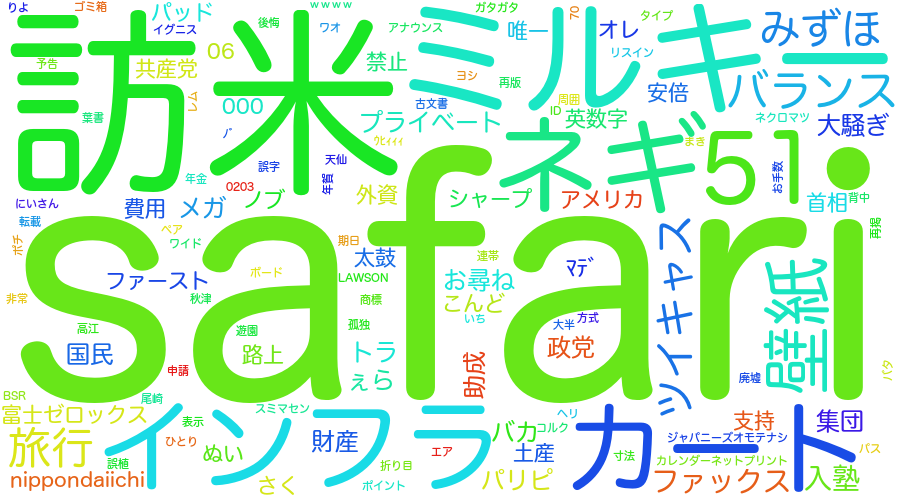 りよ
ゴミ箱
パッド
イグニス
後悔
ｗｗｗｗ
ワオ
アナウンス
ガタガタ
70
タイプ
唯一
オレ
リスイン
みずほ
訪米
ミルキー
予告
共産党
06
禁止
ヨシ
再版
周囲
安倍
バランス
葉書
レム
000
古文書
プライベート
ID
英数字
ネクロマツ
大騒ぎ
ネギ
51
まき
お手数
誤字
天仙
年金
0203
年賀
ノブ
外資
シャープ
アメリカ
首相
背中
にいさん
転載
費用
メガ
再掲
safari
ポチ
ペア
ワイド
期日
太鼓
連帯
ﾏﾃﾞ
ツイキャス
壁紙
ファースト
ボード
LAWSON
お尋ね
非常
秋津
商標
こんど
いち
大半
方式
高江
遊園
孤独
国民
路上
トラ
政党
申請
えら
助成
廃墟
パタ
BSR
尾崎
富士ゼロックス
インフラ
カート
表示
スミマセン
ヘリ
支持
集団
旅行
ひとり
財産
バカ
コルク
ジャパニーズオモテナシ
ぬい
エア
土産
寸法
バス
誤植
折り目
カレンダーネットプリント
nippondaiichi
さく
ポイント
パリピ
ファックス
入塾